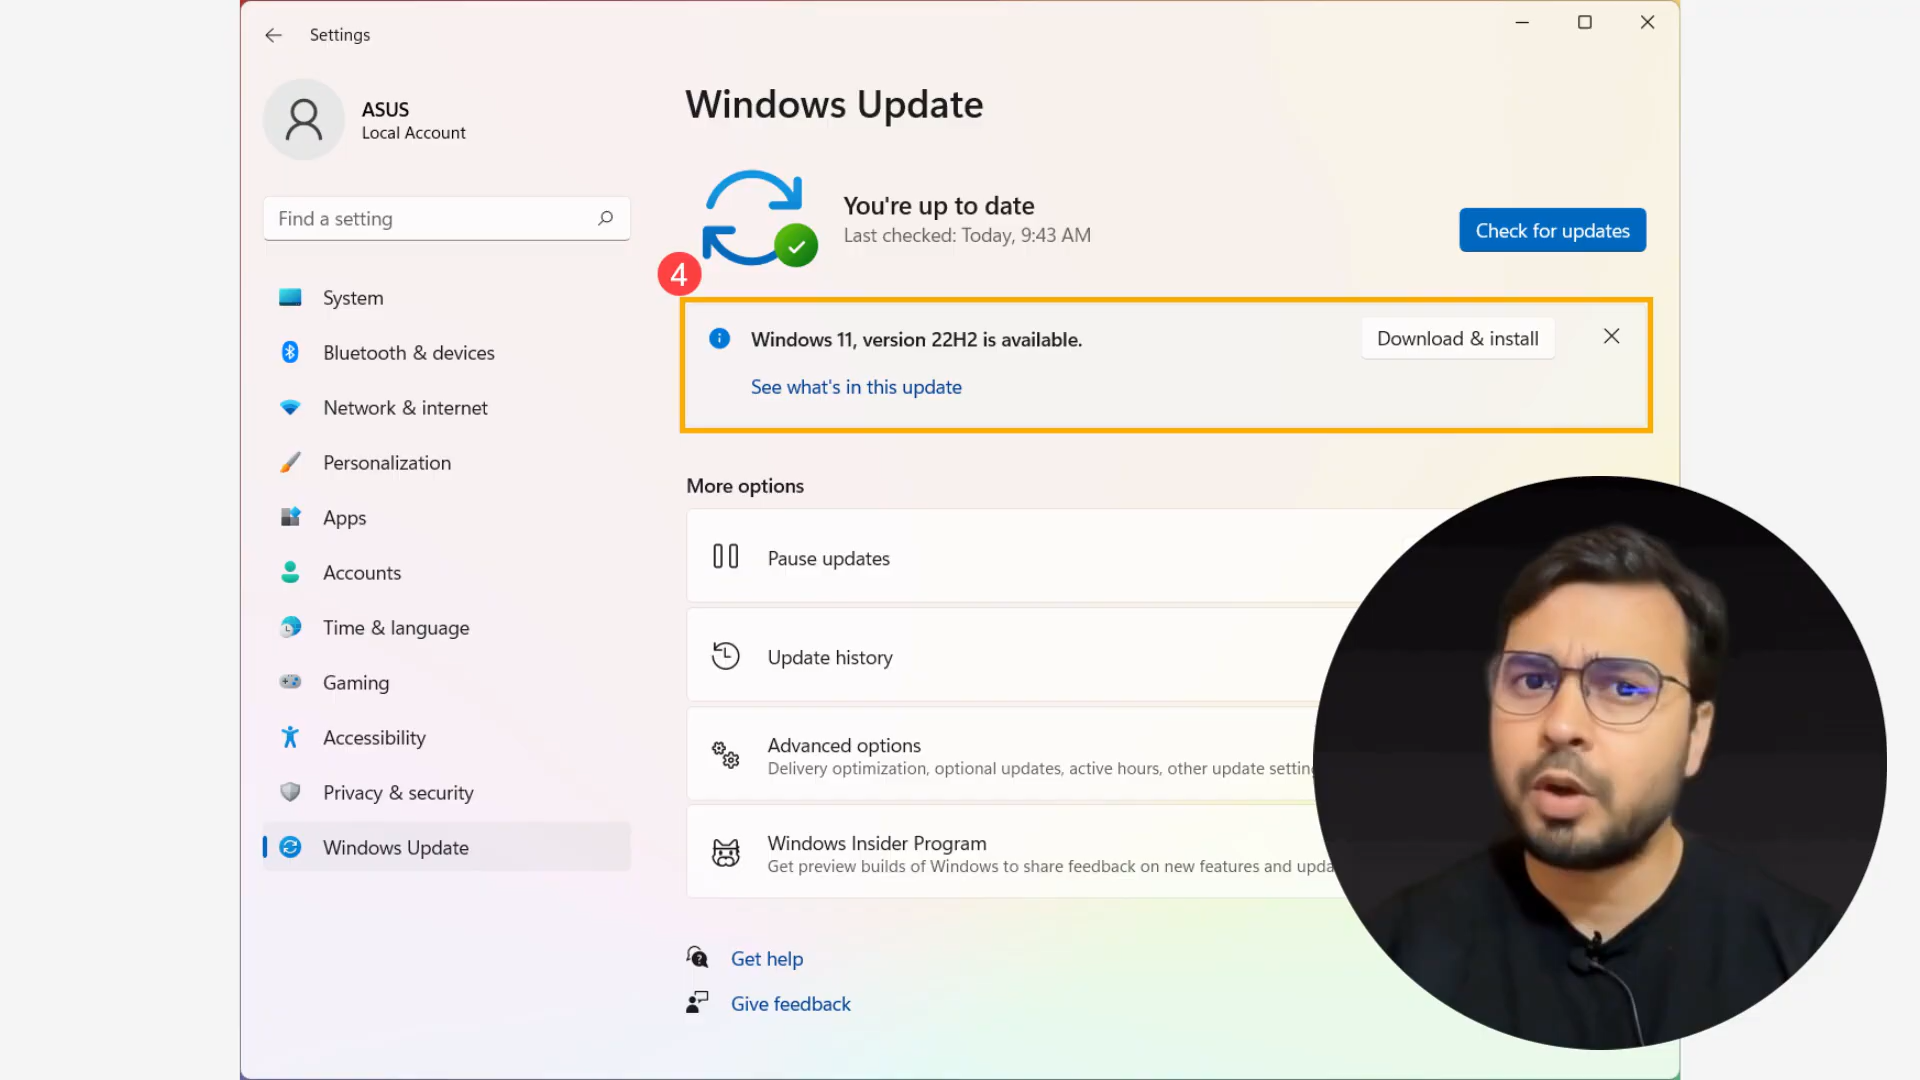 Settings
ASUS
Local Account
Find a setting
System
Bluetooth & devices
Network & internet
Personalization
Apps
Accounts
Time & language
Gaming
Accessibility
Privacy & security
Windows Update
Windows Update
You're up to date
Last checked: Today, 9:43 AM
Check for updates
4
Windows 11, version 22H2 is available.
Download & install
See what's in this update
More options
Pause updates
Update history
Advanced options
Delivery optimization, optional updates, active hours, other update settin
Windows Insider Program
Get preview builds of Windows to share feedback on new features and upda
Get help
Give feedback